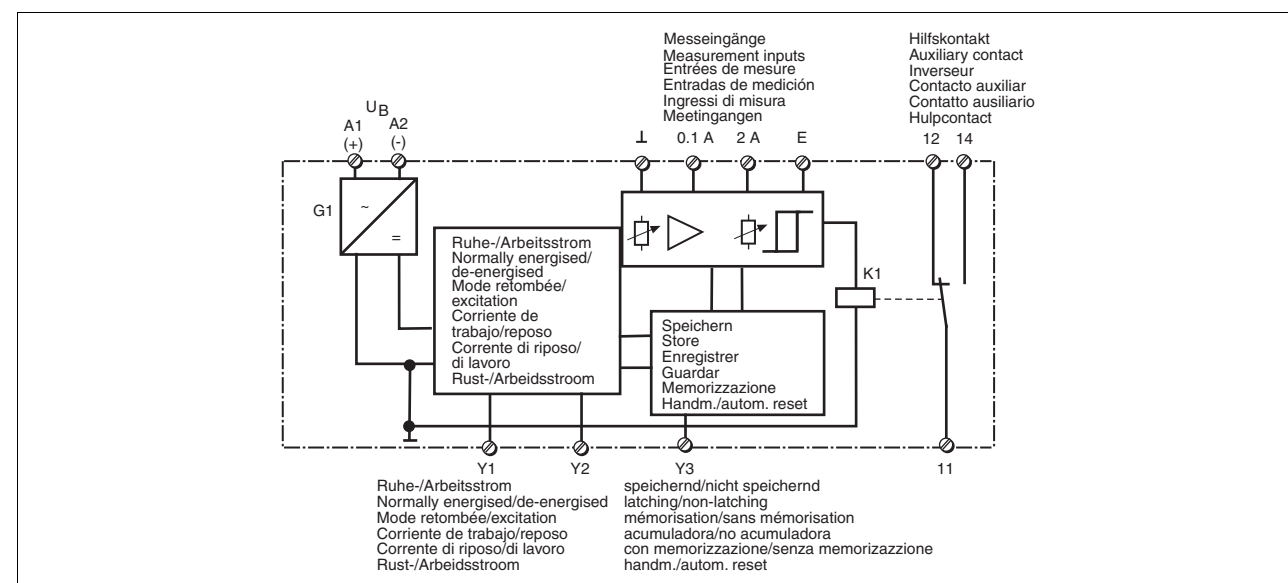 Messeingänge
Measurement inputs
Entrées de mesure
Entradas de medición
Ingressi di misura
Meetingangen
Hilfskontakt
Auxiliary contact
Inverseur
Contacto auxiliar
Contatto ausiliario
Hulpcontact
UB
A1 A2
(+) (-)
⊥ 0.1 A 2 A E
12 14
G1
~
=
Ruhe-/Arbeitsstrom
Normally energised/
de-energised
Mode retombée/
excitation
Corriente de
trabajo/reposo
Corrente di riposo/
di lavoro
Rust-/Arbeidsstroom
K1
Speichern
Store
Enregistrer
Guardar
Memorizzazione
Handm./autom. reset
Y1 Y2 Y3 11
Ruhe-/Arbeitsstrom
Normally energised/de-energised
Mode retombée/excitation
Corriente de trabajo/reposo
Corrente di riposo/di lavoro
Rust-/Arbeidsstroom
speichernd/nicht speichernd
latching/non-latching
mémorisation/sans mémorisation
acumuladora/no acumuladora
con memorizzazione/senza memorizazzione
handm./autom. reset